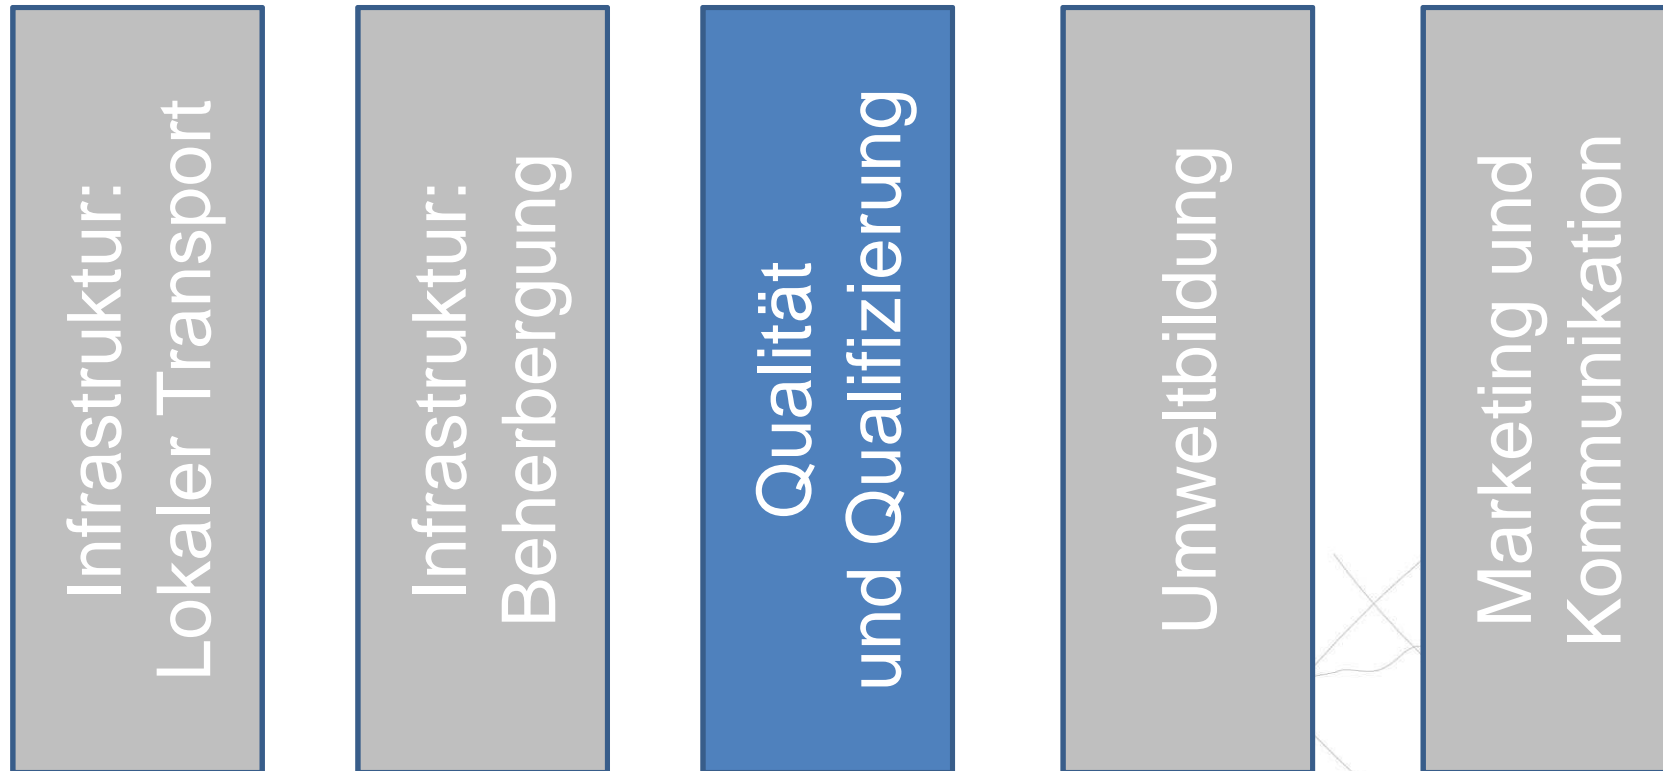 Infrastruktur:
Lokaler Transport
Infrastruktur:
Beherbergung
Qualität
und Qualifizierung
Umweltbildung
Marketing und
Kommunikation